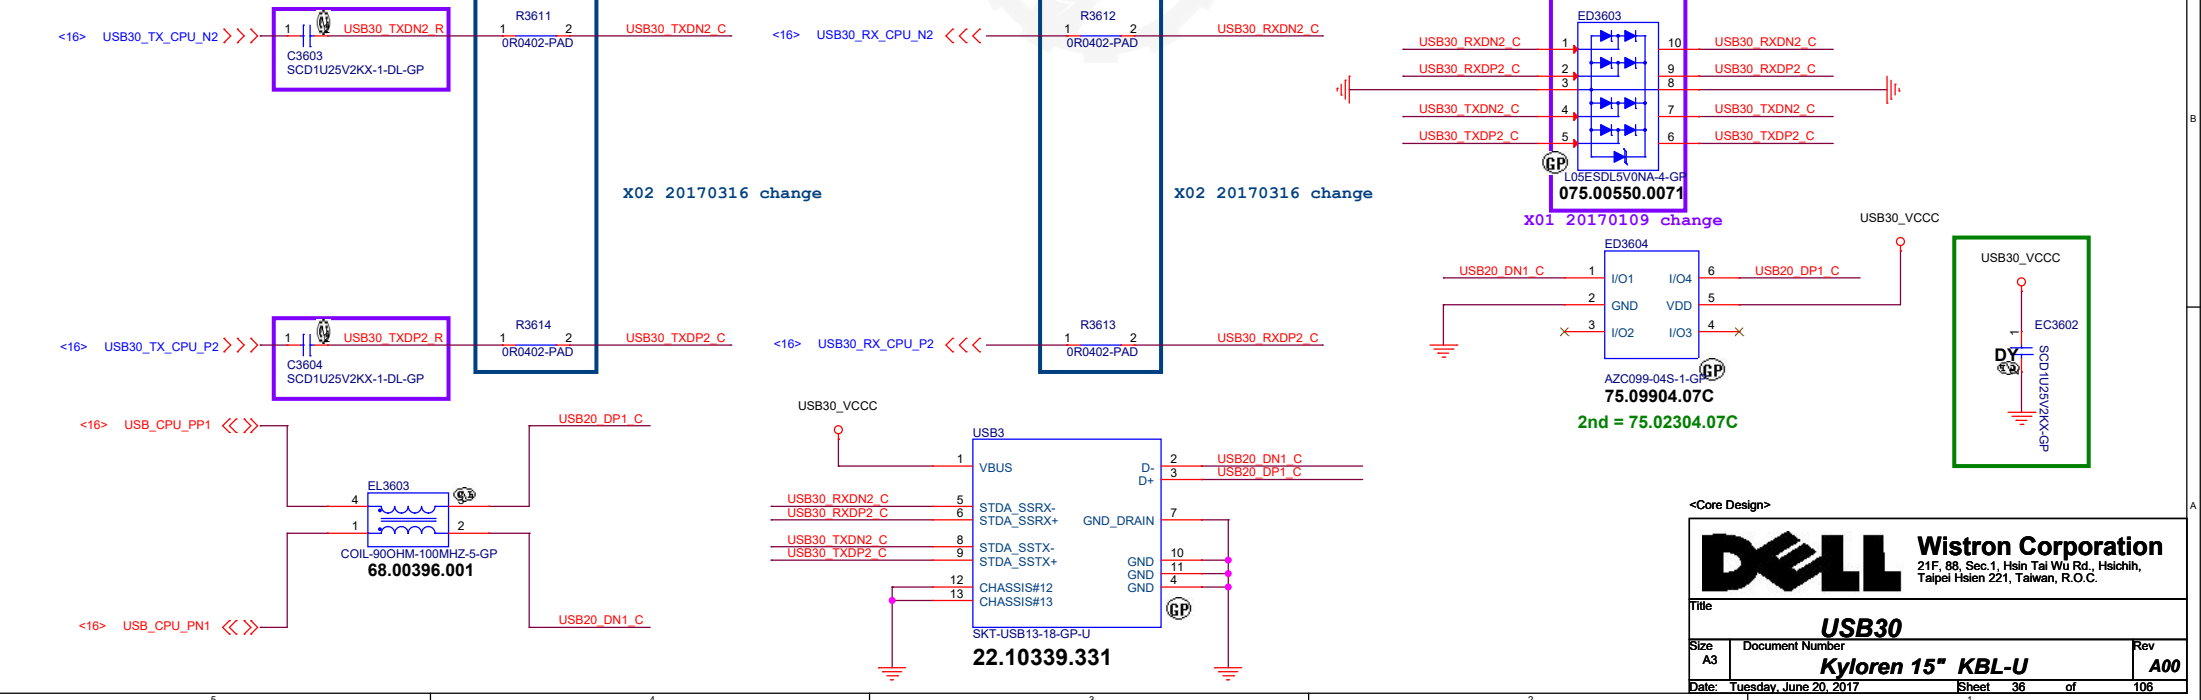 <16> USB30_TX_CPU_N2
1
USB30_TXDN2_R
C3603
SCD1U25V2KX-1-DL-GP
R3611
1 2
0R0402-PAD
USB30_TXDN2_C
<16> USB30_RX_CPU_N2
R3612
1 2
0R0402-PAD
USB30_RXDN2_C
X02 20170316 change
X02 20170316 change
ED3603
USB30_RXDN2_C 1 10 USB30_RXDN2_C
USB30_RXDP2_C 2 9 USB30_RXDP2_C
3 8
USB30_TXDN2_C 4 7 USB30_TXDN2_C
USB30_TXDP2_C 5 6 USB30_TXDP2_C
GP
L05ESDL5V0NA-4-GP
075.00550.0071
X01 20170109 change
<16> USB30_TX_CPU_P2
1
USB30_TXDP2_R
C3604
SCD1U25V2KX-1-DL-GP
R3614
1 2
0R0402-PAD
USB30_TXDP2_C
<16> USB30_RX_CPU_P2
R3613
1 2
0R0402-PAD
USB30_RXDP2_C
USB30_VCCC
ED3604
USB20_DN1_C 1 I/O1 I/O4 6 USB20_DP1_C
2 GND VDD 5
3 I/O2 I/O3 4
GP
AZC099-04S-1-GP
75.09904.07C
2nd = 75.02304.07C
USB30_VCCC
1
EC3602
DY
SCD1U25V2KX-GP
<16> USB_CPU_PP1
USB20_DP1_C
EL3603
4
1 2
COIL-90OHM-100MHZ-5-GP
68.00396.001
<16> USB_CPU_PN1
USB20_DN1_C
USB30_VCCC
USB3
1 VBUS
D- 2 USB20_DN1_C
D+ 3 USB20_DP1_C
USB30_RXDN2_C 5 STDA_SSRX-
USB30_RXDP2_C 6 STDA_SSRX+
GND_DRAIN 7
USB30_TXDN2_C 8 STDA_SSTX-
USB30_TXDP2_C 9 STDA_SSTX+
GND 10
GND 11
GND 4
12 CHASSIS#12
13 CHASSIS#13
GP
SKT-USB13-18-GP-U
22.10339.331
<Core Design>
DELL
Wistron Corporation
21F, 88, Sec.1, Hsin Tai Wu Rd., Hsichih,
Taipei Hsien 221, Taiwan, R.O.C.
Title
USB30
Size
A3
Document Number
Kyloren 15" KBL-U
Rev
A00
Date: Tuesday, June 20, 2017 Sheet 36 of 106
B
A
5 4 3 2 1